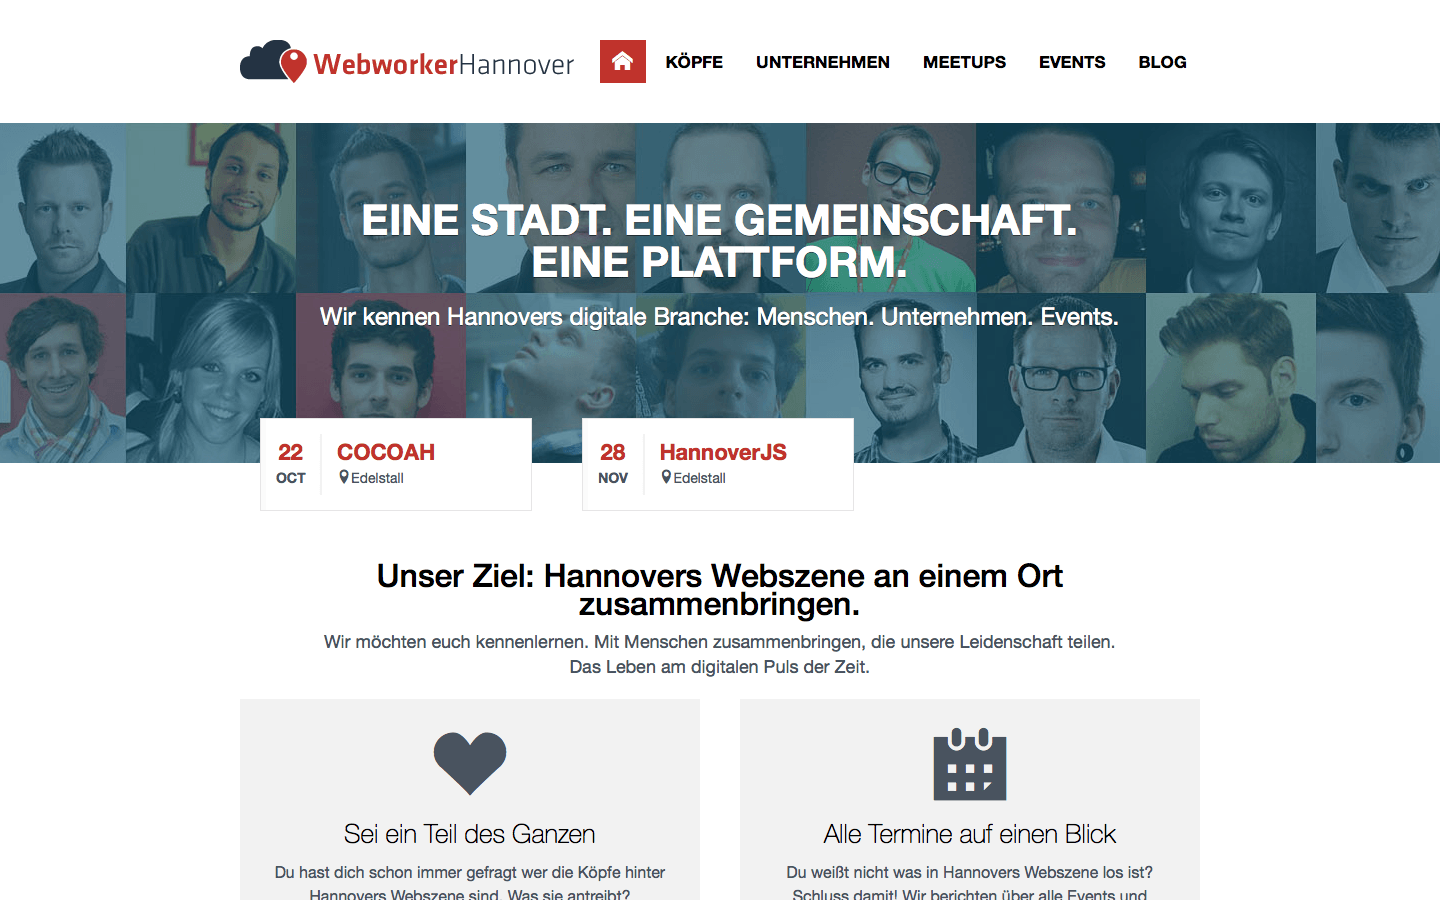 WebworkerHannover
KÖPFE
UNTERNEHMEN
MEETUPS
EVENTS
BLOG
EINE STADT. EINE GEMEINSCHAFT.
EINE PLATTFORM.
Wir kennen Hannovers digitale Branche: Menschen. Unternehmen. Events.
22
OCT
COCOAH
Edelstall
28
NOV
HannoverJS
Edelstall
Unser Ziel: Hannovers Webszene an einem Ort
zusammenbringen.
Wir möchten euch kennenlernen. Mit Menschen zusammenbringen, die unsere Leidenschaft teilen.
Das Leben am digitalen Puls der Zeit.
Sei ein Teil des Ganzen
Du hast dich schon immer gefragt wer die Köpfe hinter
Hannovers Webszene sind. Was sie antreibt?
Alle Termine auf einen Blick
Du weißt nicht was in Hannovers Webszene los ist?
Schluss damit! Wir berichten über alle Events und